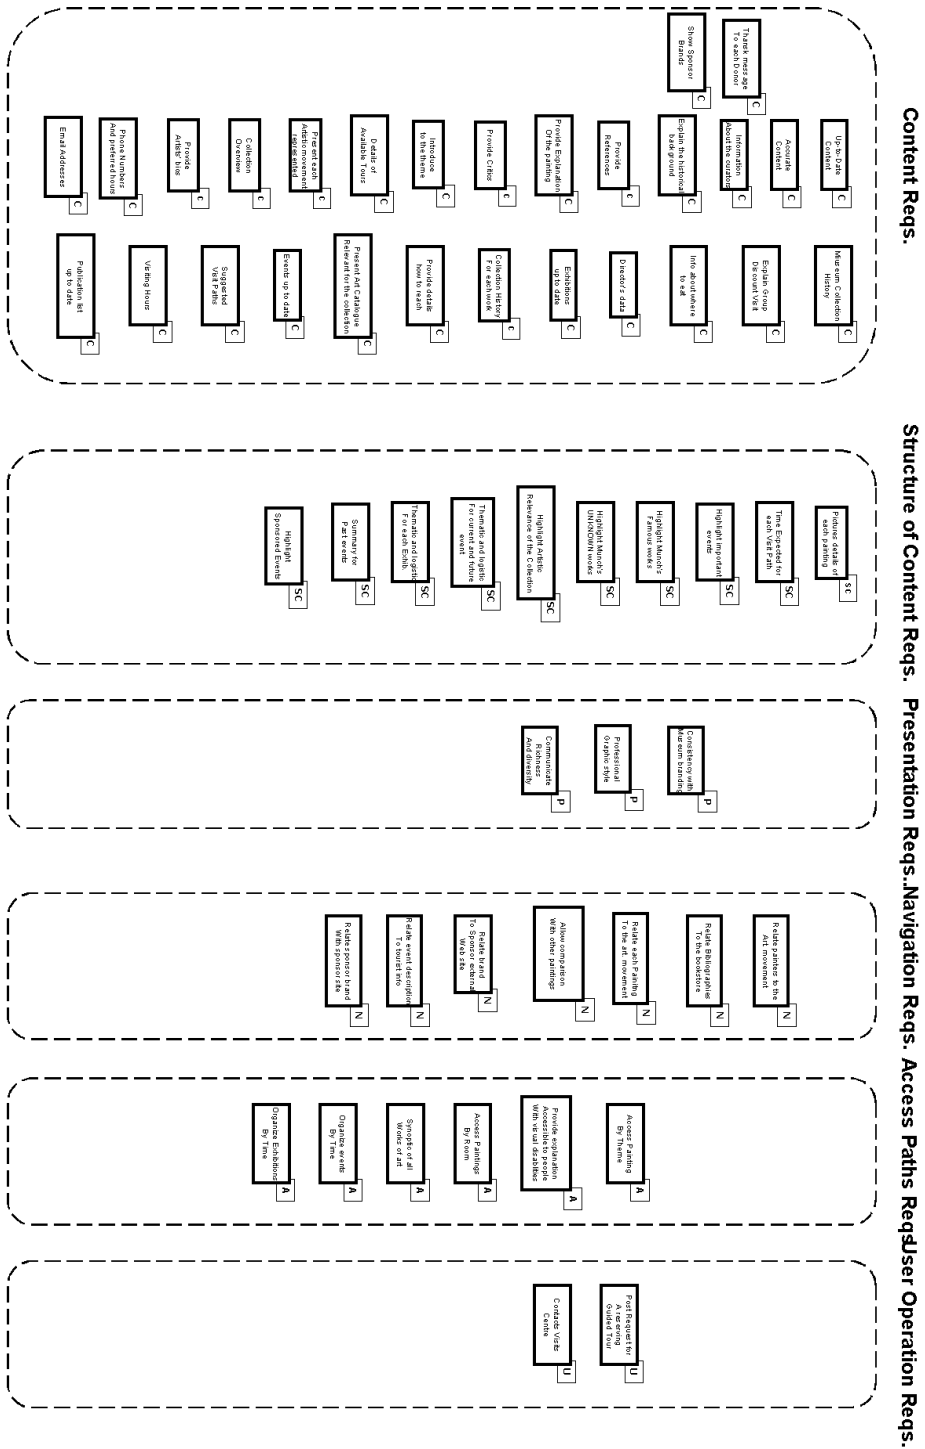 Content Reqs.
Thansk message
To each Donor
C
Show Sponsor
Brands
C
Up-to-Date
Content
C
Accurate
Content
C
Information
About the curators
C
Explain the historical
background
C
Provide
References
C
Provide Explanation
Of the painting
C
Provide Critics
C
Introduce
to the theme
C
Details of
Available Tours
C
Present each
Artistic movement
represented
C
Collection
Overview
C
Provide
Artists' bios
C
Phone Numbers
And preferred hours
C
Email Addresses
C
Museum Collection
History
C
Explain Group
Discount Visit
C
Info about where
to eat
C
Director's data
C
Exhibitions
up to date
C
Collection History
For each work
C
Provide details
how to reach
C
Present Art Catalogue
Relevant for the collection
C
Events up to date
C
Suggested
Visit Paths
C
Visiting Hours
C
Publication list
up to date
C
Structure of Content Reqs.
Pictures details of
each painting
SC
Time Expected for
each Visit Path
SC
Highlight important
events
SC
Highlight Munch's
Famous works
SC
Highlight Munch's
UNKNOWN works
SC
Highlight Artistic
Relevance of the Collection
SC
Thematic and logistic
For current and future
event
SC
Thematic and logistic
For each Exhib.
SC
Summary for
Past events
SC
Highlight
Sponsored Events
SC
Presentation Reqs..
Consistency with
Museum branding
P
Professional
Graphic style
P
Communicate
Richness
And diversity
P
Navigation Reqs.
Relate painters to the
Art movement
N
Relate Bibliographies
To the bookstore
N
Relate each Painitng
To the art. movement
N
Allow comparison
With other paintings
N
Relate brand
To Sponsor external
Web site
N
Relate event description
To tourist info
N
Relate sponsor brand
With sponsor site
N
Access Paths Reqs.
Access Painting
By Theme
A
Provide explanation
Accessible to people
With visual disablties
A
Access Paintings
By Room
A
Synoptic of all
Works of art
A
Organize events
By Time
A
Organize Exhibitions
By Time
A
User Operation Reqs.
Post Request for
A reserving
Guided Tour
U
Contacts Visits
Centre
U